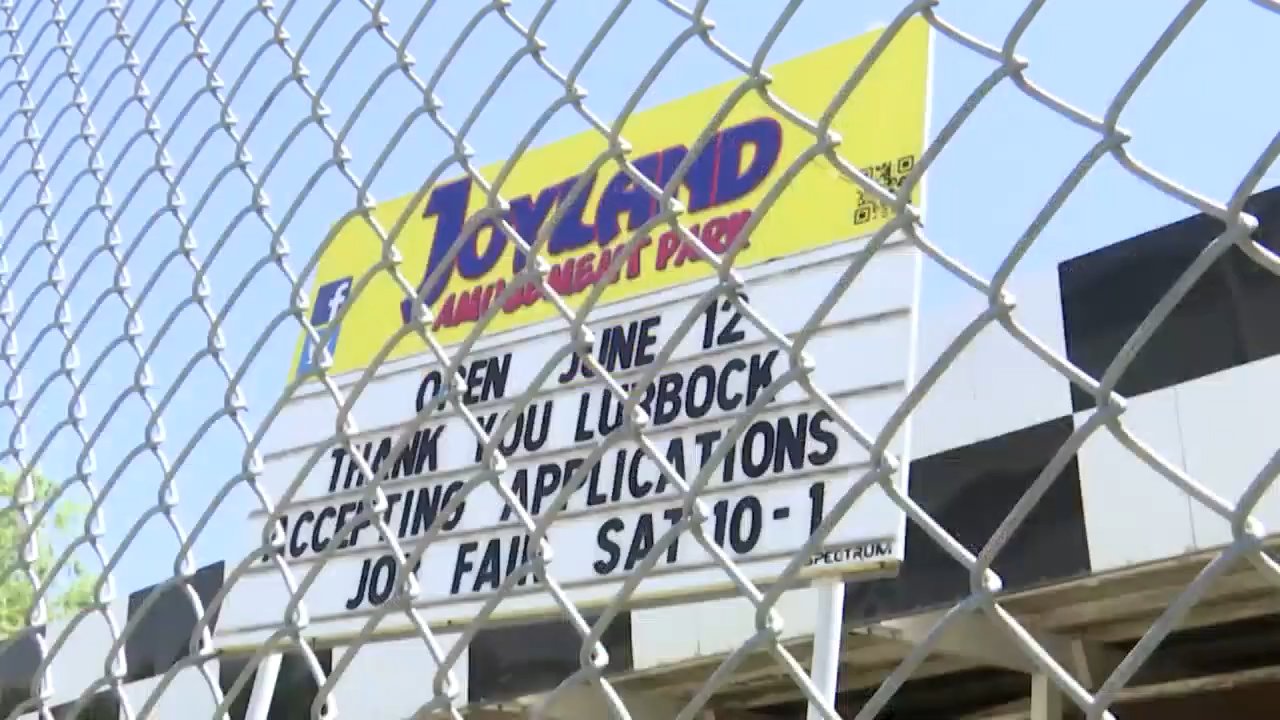 JOYLAND
AMUSEMENT PARK
f
OPEN JUNE 12
THANK YOU LUBBOCK
ACCEPTING APPLICATIONS
JOB FAIR SAT 10-1
SPECTRUM